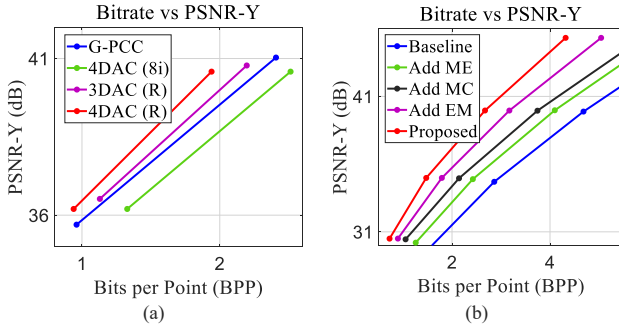 Bitrate vs PSNR-Y
41
36
PSNR-Y (dB)
G-PCC
4DAC (8i)
3DAC (R)
4DAC (R)
1
2
Bits per Point (BPP)
(a)
Bitrate vs PSNR-Y
41
31
PSNR-Y (dB)
Baseline
Add ME
Add MC
Add EM
Proposed
2
4
Bits per Point (BPP)
(b)